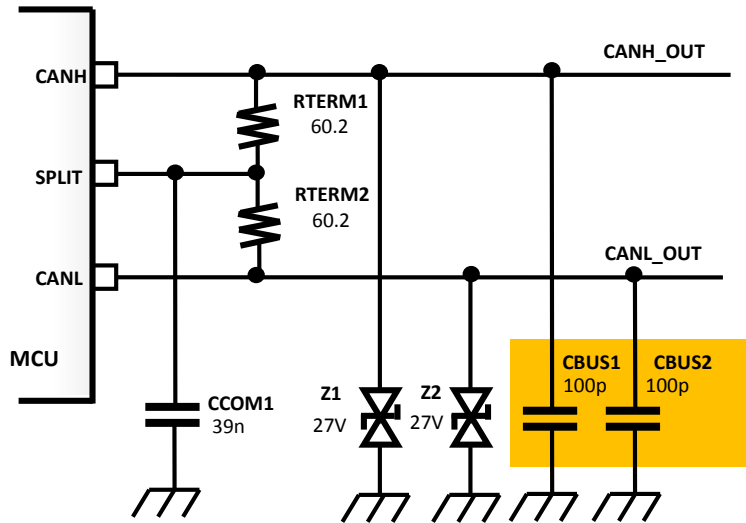 CANH_OUT
CANH
RTERM1
60.2
SPLIT
RTERM2
60.2
CANL_OUT
CANL
MCU
CBUS1
CBUS2
100p
100p
Z1
Z2
CCOM1
27V
27V
39n